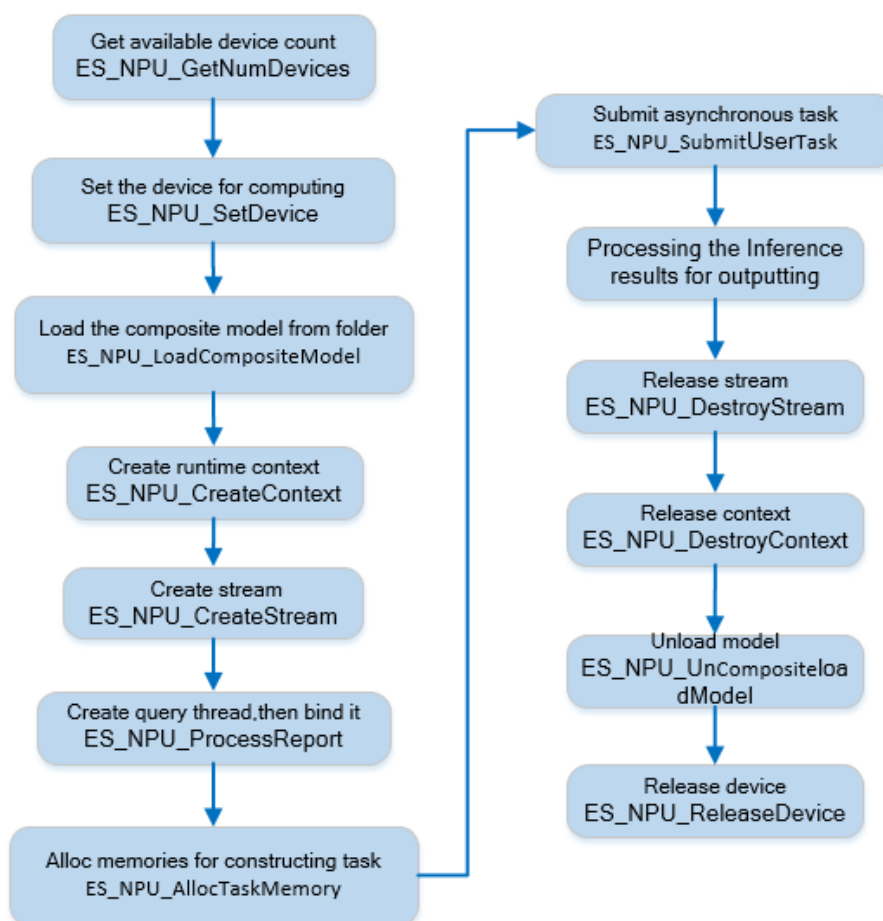 Get available device count
ES_NPU_GetNumDevices
Set the device for computing
ES_NPU_SetDevice
Load the composite model from folder
ES_NPU_LoadCompositeModel
Create runtime context
ES_NPU_CreateContext
Create stream
ES_NPU_CreateStream
Create query thread,then bind it
ES_NPU_ProcessReport
Alloc memories for constructing task
ES_NPU_AllocTaskMemory
Submit asynchronous task
ES_NPU_SubmitUserTask
Processing the Inference
results for outputting
Release stream
ES_NPU_DestroyStream
Release context
ES_NPU_DestroyContext
Unload model
ES_NPU_UnCompositeloa
dModel
Release device
ES_NPU_ReleaseDevice